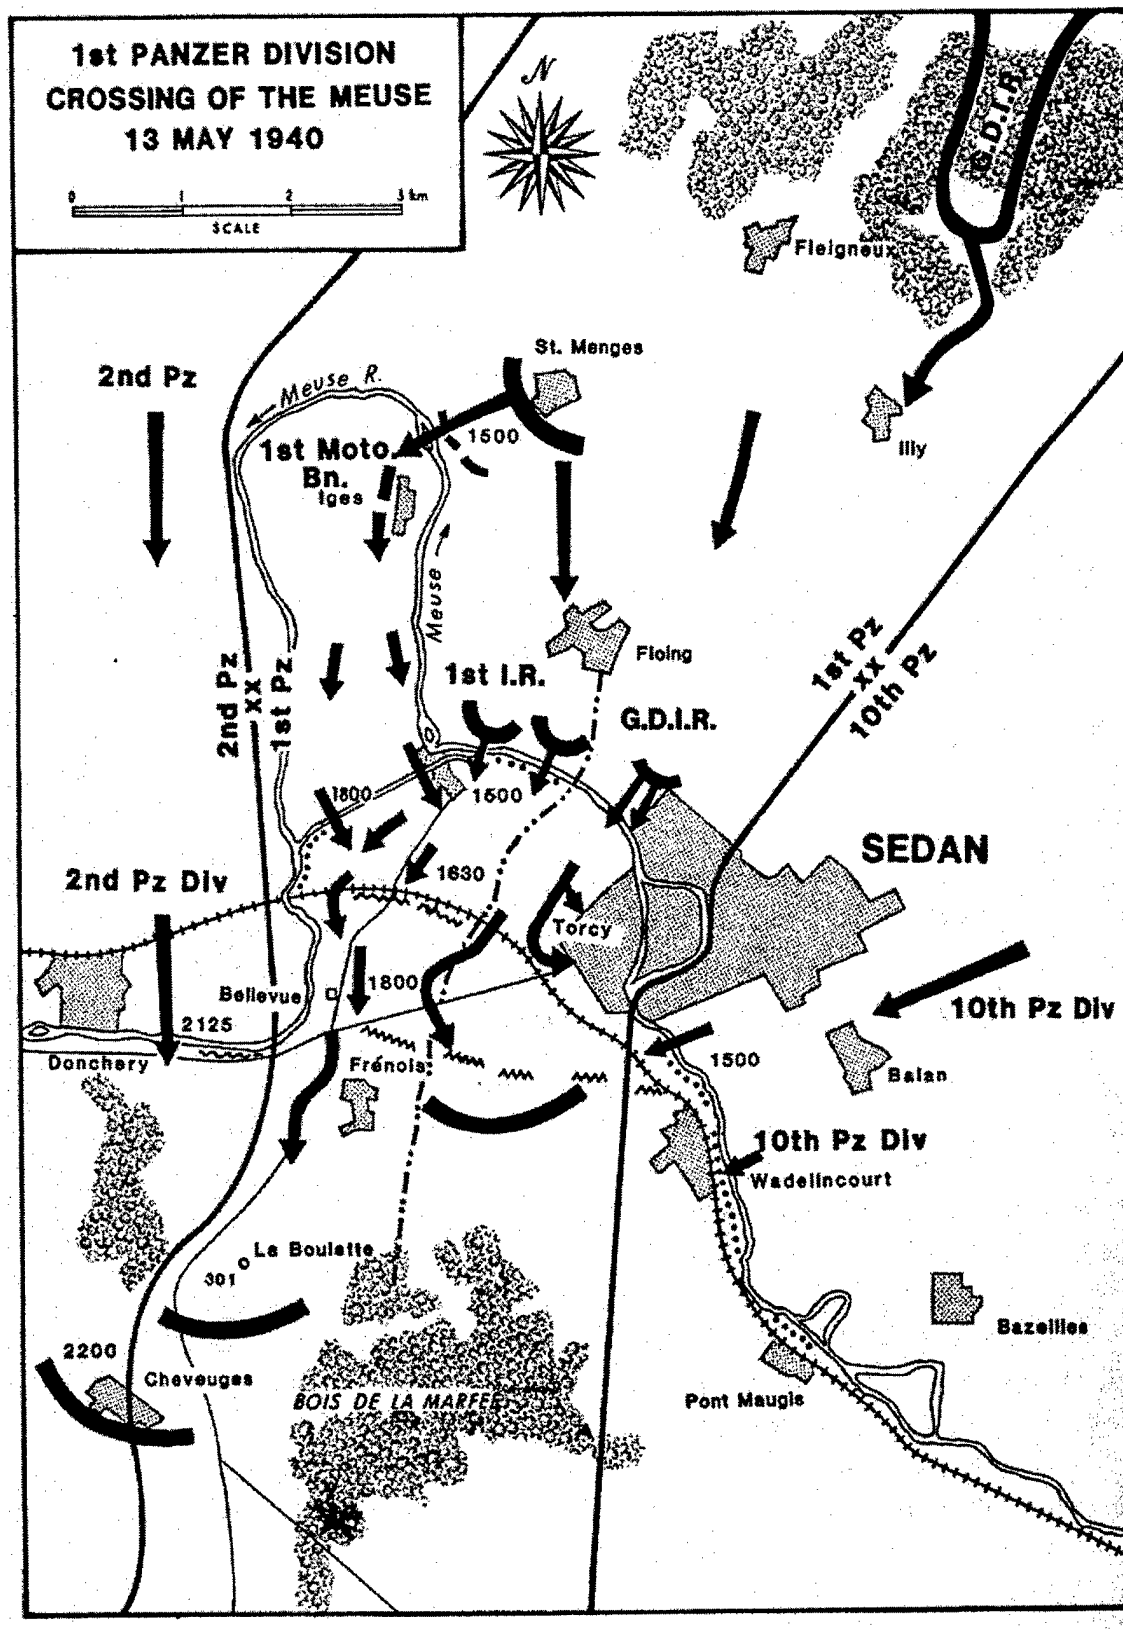 1st PANZER DIVISION
CROSSING OF THE MEUSE
13 MAY 1940
0 1 2 3 km
SCALE
N
G.D.I.R.
Fleigneux
St. Menges
2nd Pz
Meuse R.
1500
1st Moto.
Bn.
Iges
Illy
Meuse
Floing
1st I.R.
G.D.I.R.
2nd Pz
xx
1st Pz
1st Pz
xx
10th Pz
1800
1500
SEDAN
1630
2nd Pz Div
Torcy
1800
Bellevue
10th Pz Div
2125
1500
Donchery
Frénois
Balan
10th Pz Div
Wadelincourt
La Boulette
301
Bazeilles
2200
Cheveuges
Pont Maugis
BOIS DE LA MARFEE